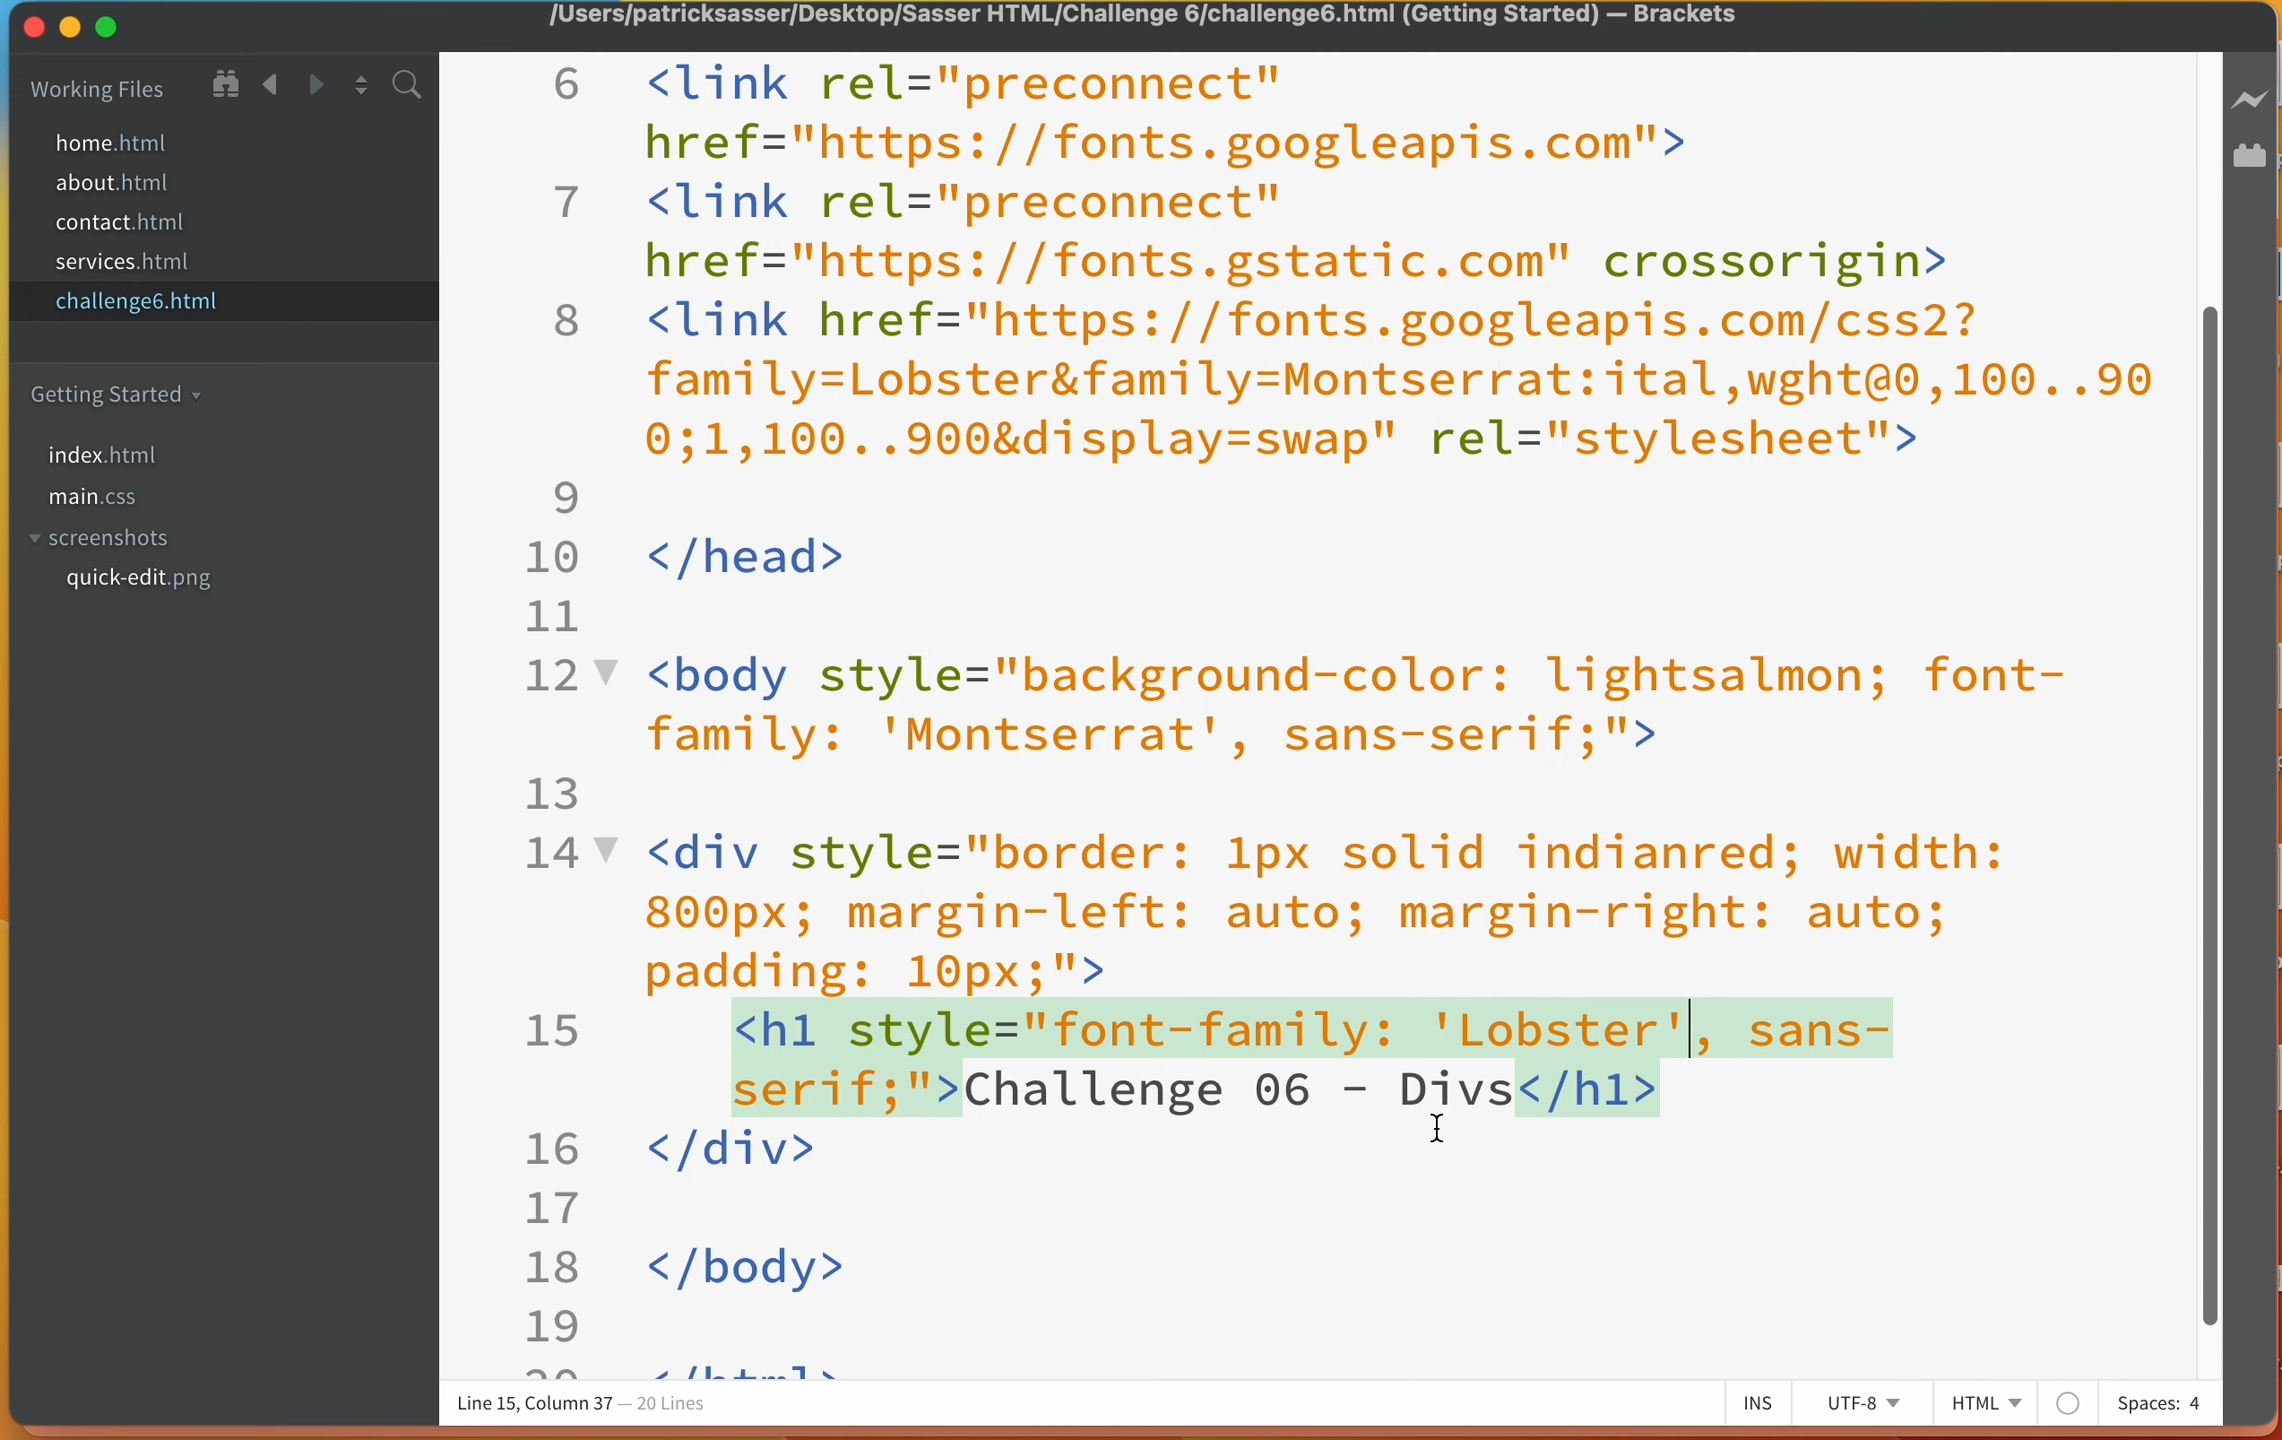 /Users/patricksasser/Desktop/Sasser HTML/Challenge 6/challenge6.html (Getting Started) — Brackets
Working Files
home.html
about.html
contact.html
services.html
challenge6.html
Getting Started
index.html
main.css
screenshots
quick-edit.png
6 <link rel="preconnect"
href="https://fonts.googleapis.com">
7 <link rel="preconnect"
href="https://fonts.gstatic.com" crossorigin>
8 <link href="https://fonts.googleapis.com/css2?
family=Lobster&family=Montserrat:ital,wght@0,100..90
0;1,100..900&display=swap" rel="stylesheet">
9
10 </head>
11
12 <body style="background-color: lightsalmon; font-
family: 'Montserrat', sans-serif;">
13
14 <div style="border: 1px solid indianred; width:
800px; margin-left: auto; margin-right: auto;
padding: 10px;">
15 <h1 style="font-family: 'Lobster', sans-
serif;">Challenge 06 - Divs</h1>
16 </div>
17
18 </body>
19
20 </html>
Line 15, Column 37 — 20 Lines
INS
UTF-8
HTML
Spaces: 4